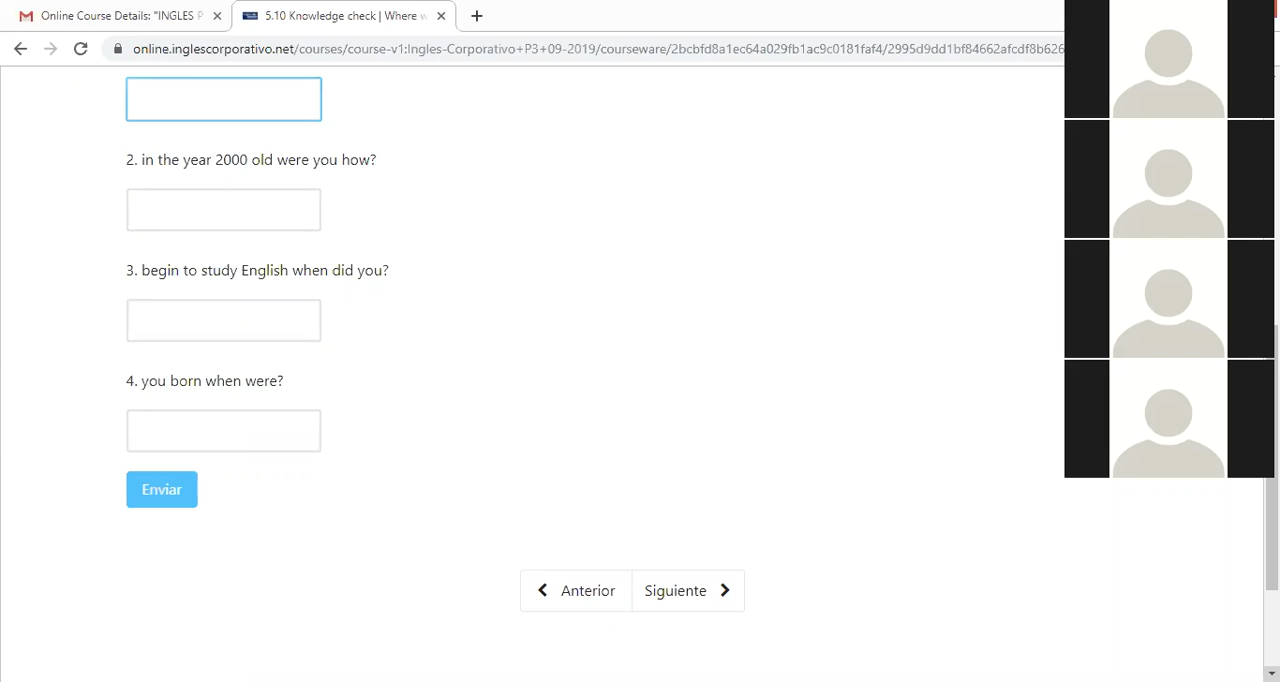 Online Course Details: "INGLES P
5.10 Knowledge check | Where w
online.inglescorporativo.net/courses/course-v1:Ingles-Corporativo+P3+09-2019/courseware/2bcbfd8a1ec64a029fb1ac9c0181faf4/2995d9dd1bf84662afcdf8b626
2. in the year 2000 old were you how?
3. begin to study English when did you?
4. you born when were?
Enviar
Anterior
Siguiente